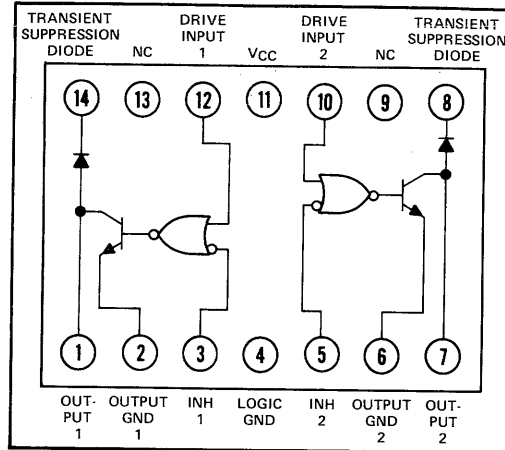 TRANSIENT SUPPRESSION DIODE
NC
DRIVE INPUT 1
VCC
DRIVE INPUT 2
NC
TRANSIENT SUPPRESSION DIODE
14 13 12 11 10 9 8
1 2 3 4 5 6 7
OUT-PUT 1
OUTPUT GND 1
INH 1
LOGIC GND
INH 2
OUTPUT GND 2
OUT-PUT 2